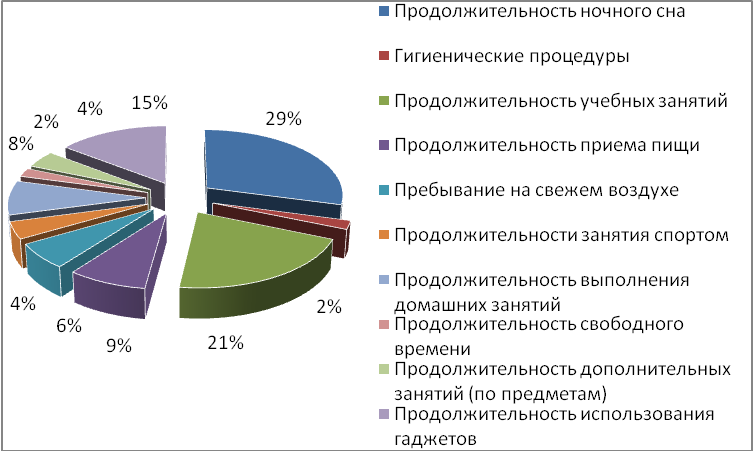 Продолжительность ночного сна
Гигиенические процедуры
Продолжительность учебных занятий
Продолжительность приема пищи
Пребывание на свежем воздухе
Продолжительности занятия спортом
Продолжительность выполнения
домашних занятий
Продолжительность свободного
времени
Продолжительность дополнительных
занятий (по предметам)
Продолжительность использования
гаджетов
29%
2%
21%
9%
6%
4%
8%
2%
4%
15%